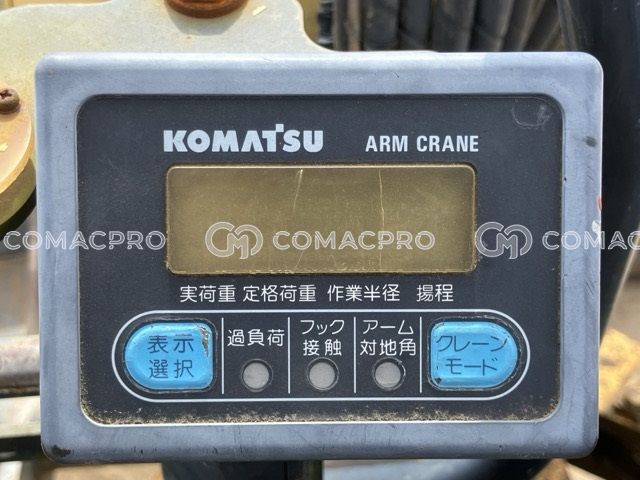 KOMATSU ARM CRANE
COMACPRO COMACPRO COMACPRO
実荷重 定格荷重 作業半径 揚程
表示
選択
過負荷
フック
接触
アーム
対地角
クレーン
モード